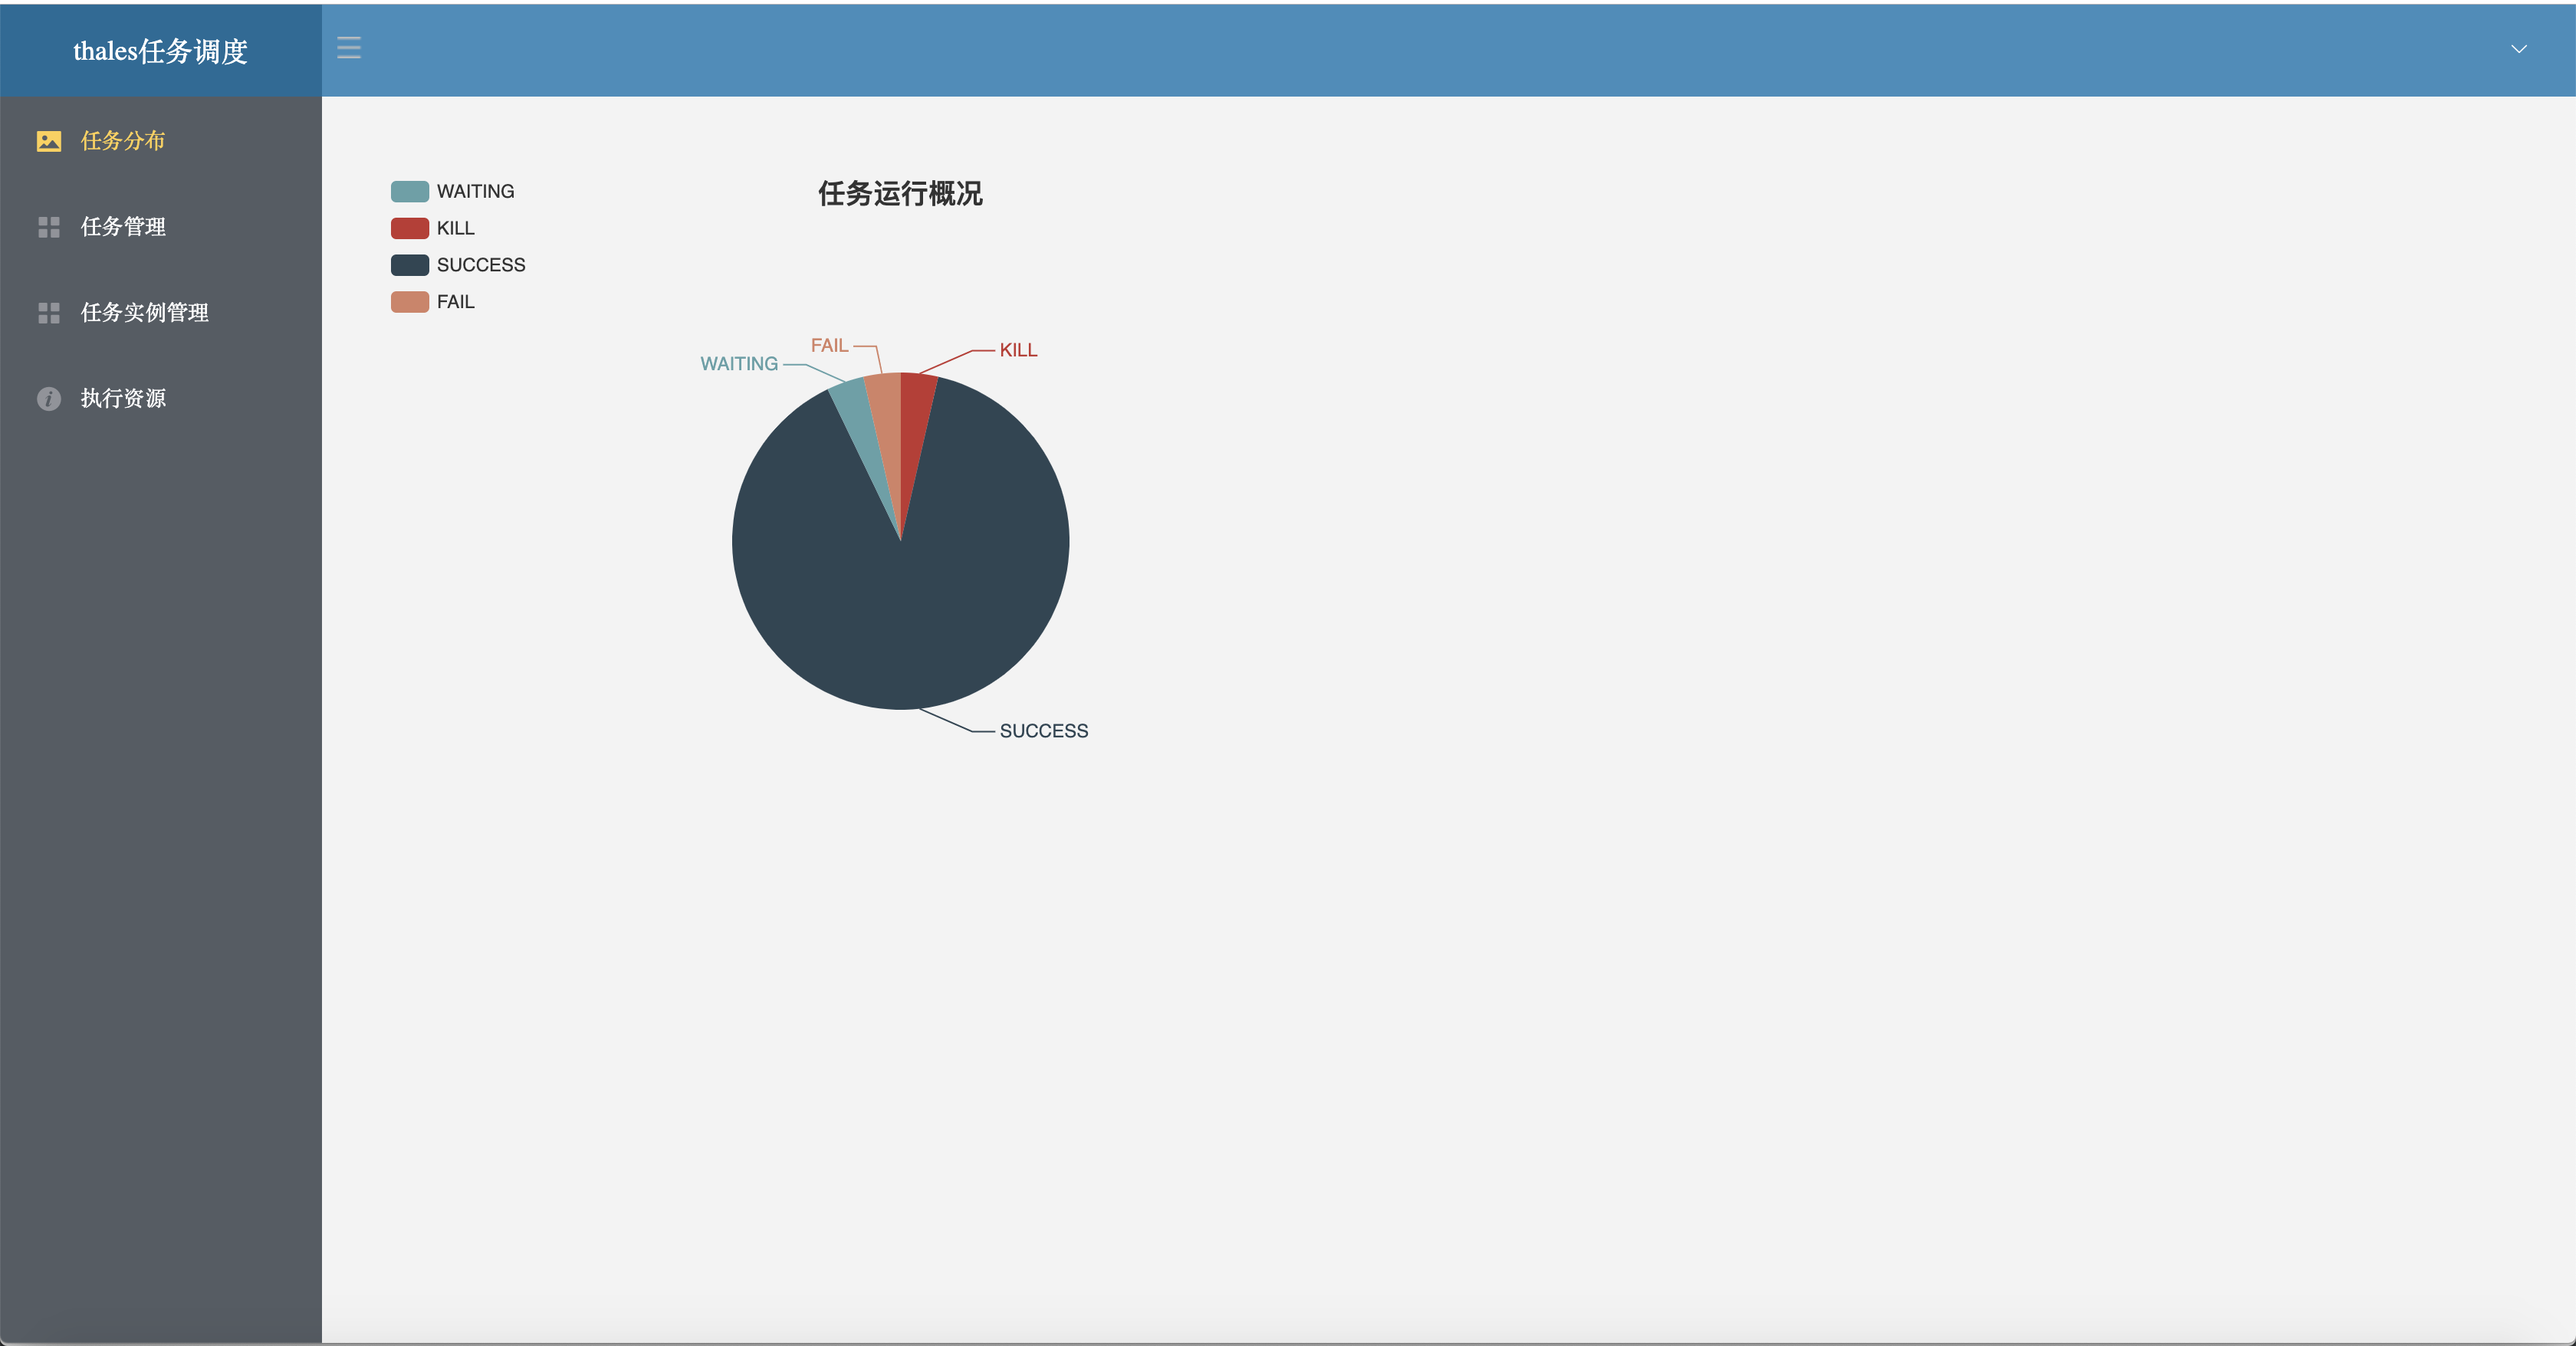 thales任务调度
任务分布
任务管理
任务实例管理
执行资源
任务运行概况
WAITING
KILL
SUCCESS
FAIL
FAIL
KILL
WAITING
SUCCESS